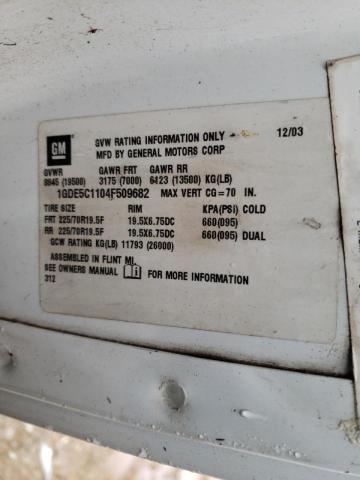 GM
GVW RATING INFORMATION ONLY 12/03
MFD BY GENERAL MOTORS CORP
GVWR GAWR FRT GAWR RR
8845 (19500) 3175 (7000) 6423 (13500) KG(LB)
1GDE5C1104F509682 MAX VERT CG=70 IN.
TIRE SIZE RIM KPA(PSI) COLD
FRT 225/70R19.5F 19.5X6.75DC 660(095)
RR 225/70R19.5F 19.5X6.75DC 660(095) DUAL
GCW RATING KG(LB) 11793 (26000)
ASSEMBLED IN FLINT MI.
SEE OWNERS MANUAL FOR MORE INFORMATION
312